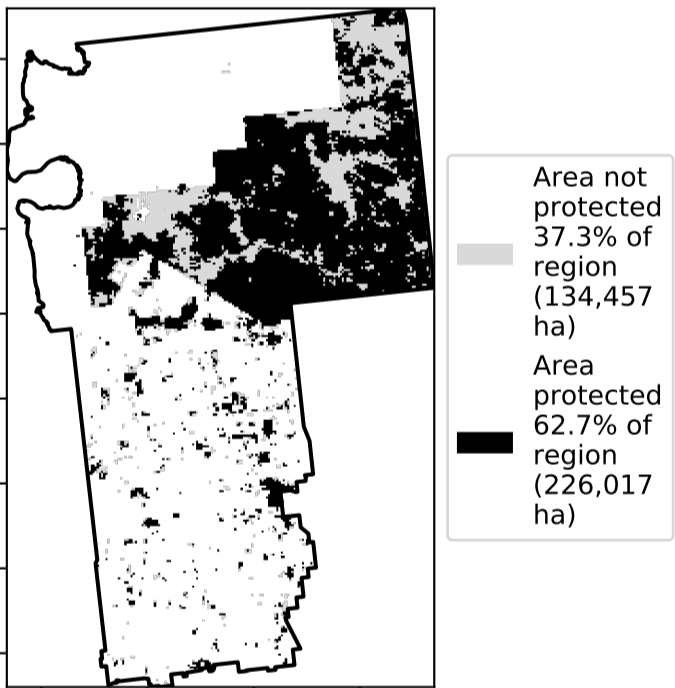 Area not
protected
37.3% of
region
(134,457
ha)
Area
protected
62.7% of
region
(226,017
ha)